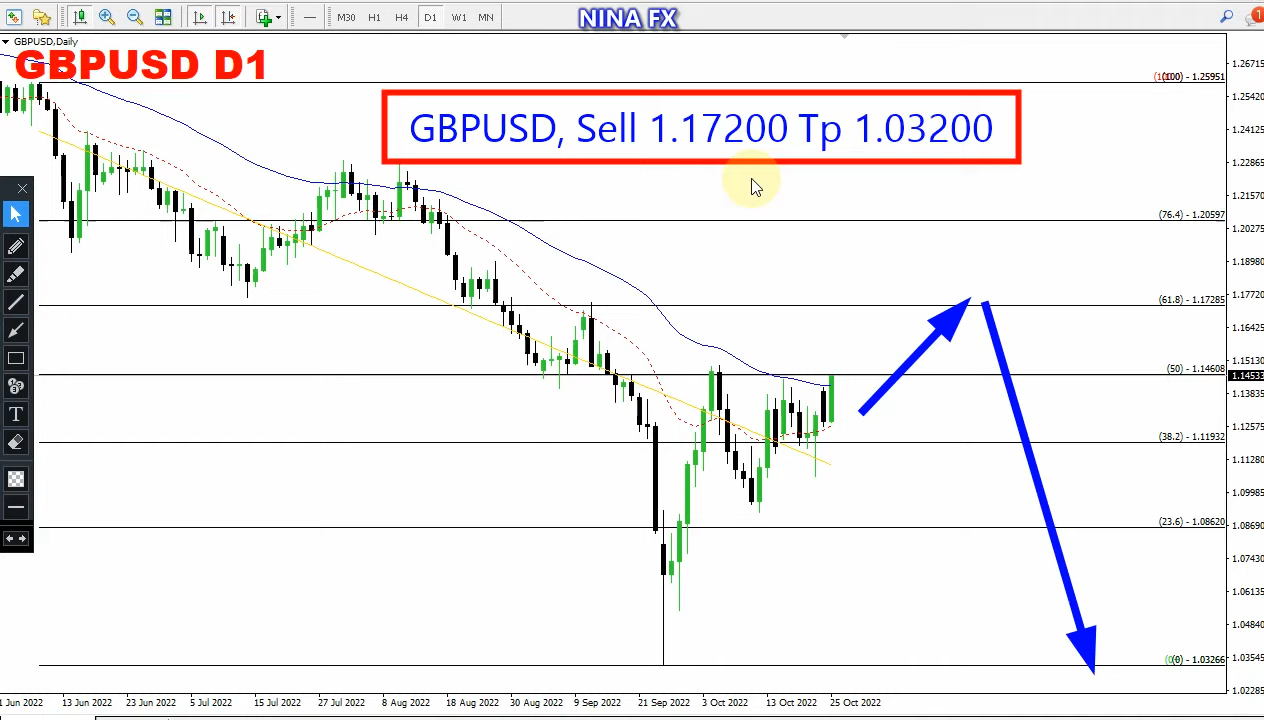 M30 H1 H4 D1 W1 MN
NINA FX
1
GBPUSD,Daily
GBPUSD D1
GBPUSD, Sell 1.17200 Tp 1.03200
(100) - 1.25951
(76.4) - 1.20597
(61.8) - 1.17285
(50) - 1.14608
(38.2) - 1.11932
(23.6) - 1.08620
(0) - 1.03266
1.26715
1.25420
1.24125
1.22865
1.21570
1.20275
1.18980
1.17720
1.16425
1.15130
1.14533
1.13835
1.12575
1.11280
1.09985
1.08690
1.07430
1.06135
1.04840
1.03545
1.02285
T
1 Jun 2022 13 Jun 2022 23 Jun 2022 5 Jul 2022 15 Jul 2022 27 Jul 2022 8 Aug 2022 18 Aug 2022 30 Aug 2022 9 Sep 2022 21 Sep 2022 3 Oct 2022 13 Oct 2022 25 Oct 2022